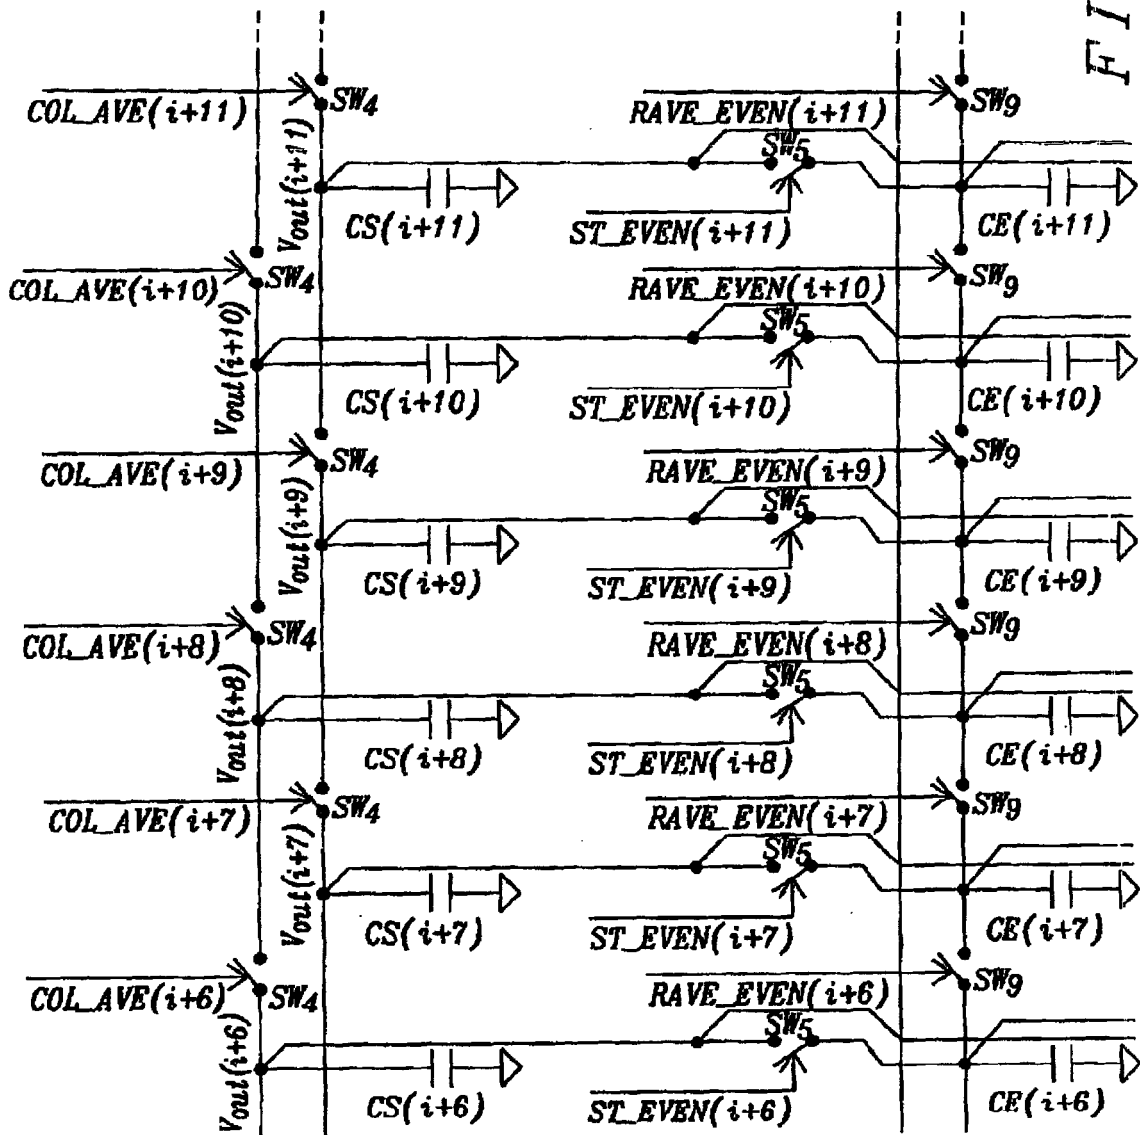 FI
COL_AVE(i+11) SW4 RAVE_EVEN(i+11) SW9
Vout(i+11) SW5
CS(i+11) ST_EVEN(i+11) CE(i+11)
COL_AVE(i+10) SW4 RAVE_EVEN(i+10) SW9
Vout(i+10) SW5
CS(i+10) ST_EVEN(i+10) CE(i+10)
COL_AVE(i+9) SW4 RAVE_EVEN(i+9) SW9
Vout(i+9) SW5
CS(i+9) ST_EVEN(i+9) CE(i+9)
COL_AVE(i+8) SW4 RAVE_EVEN(i+8) SW9
Vout(i+8) SW5
CS(i+8) ST_EVEN(i+8) CE(i+8)
COL_AVE(i+7) SW4 RAVE_EVEN(i+7) SW9
Vout(i+7) SW5
CS(i+7) ST_EVEN(i+7) CE(i+7)
COL_AVE(i+6) SW4 RAVE_EVEN(i+6) SW9
Vout(i+6) SW5
CS(i+6) ST_EVEN(i+6) CE(i+6)